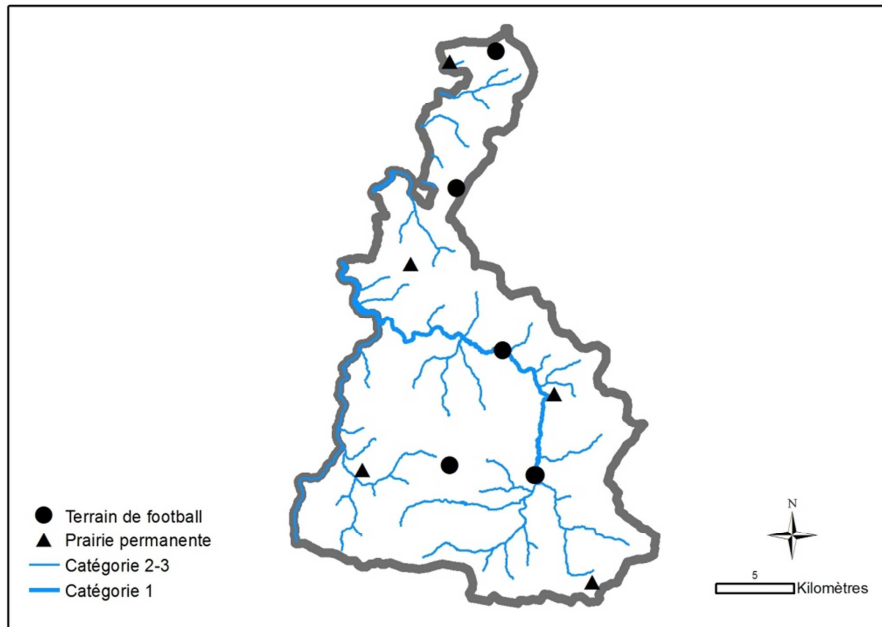 Terrain de football
Prairie permanente
Catégorie 2-3
Catégorie 1
N
5
Kilomètres